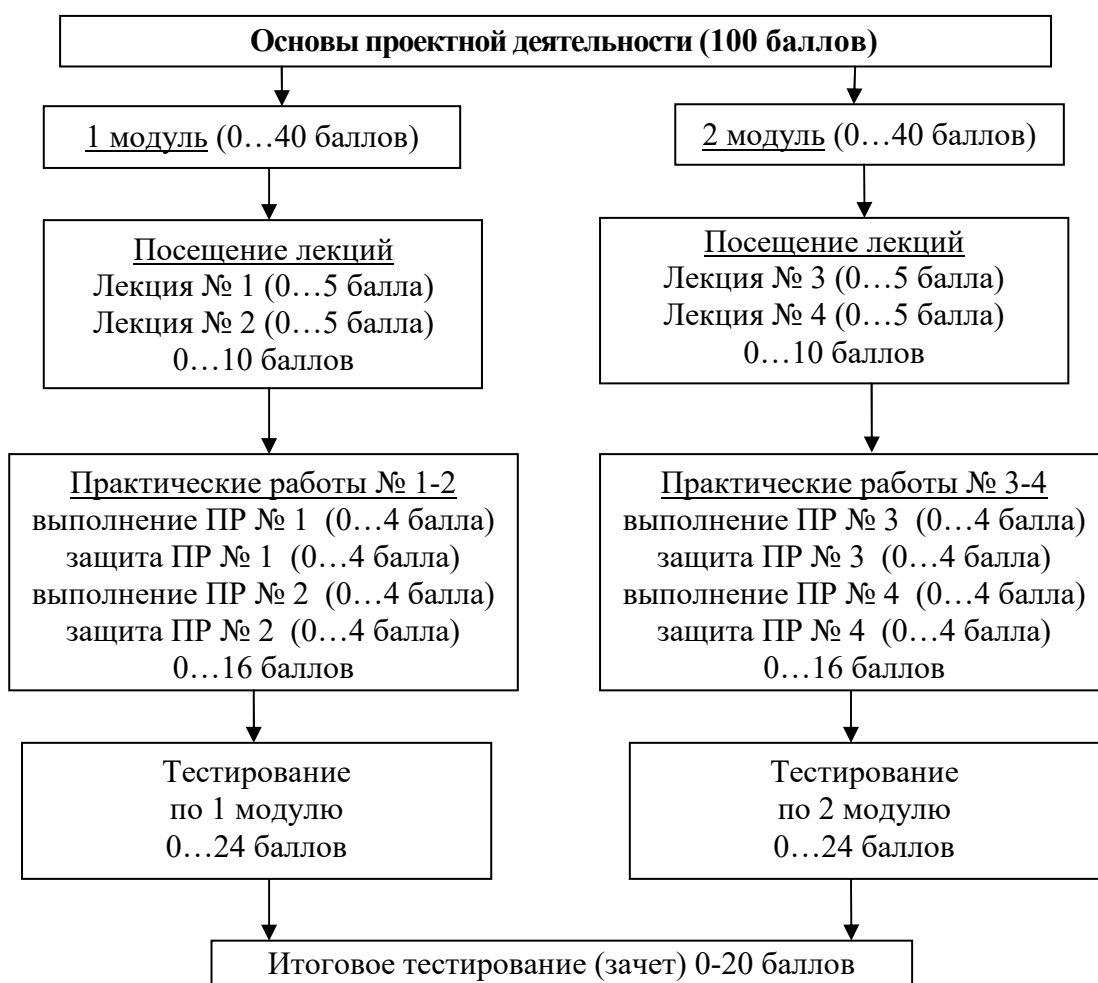 Основы проектной деятельности (100 баллов)
1 модуль (0…40 баллов)
2 модуль (0…40 баллов)
Посещение лекций
Лекция № 1 (0…5 балла)
Лекция № 2 (0…5 балла)
0…10 баллов
Посещение лекций
Лекция № 3 (0…5 балла)
Лекция № 4 (0…5 балла)
0…10 баллов
Практические работы № 1-2
выполнение ПР № 1 (0…4 балла)
защита ПР № 1 (0…4 балла)
выполнение ПР № 2 (0…4 балла)
защита ПР № 2 (0…4 балла)
0…16 баллов
Практические работы № 3-4
выполнение ПР № 3 (0…4 балла)
защита ПР № 3 (0…4 балла)
выполнение ПР № 4 (0…4 балла)
защита ПР № 4 (0…4 балла)
0…16 баллов
Тестирование
по 1 модулю
0…24 баллов
Тестирование
по 2 модулю
0…24 баллов
Итоговое тестирование (зачет) 0-20 баллов